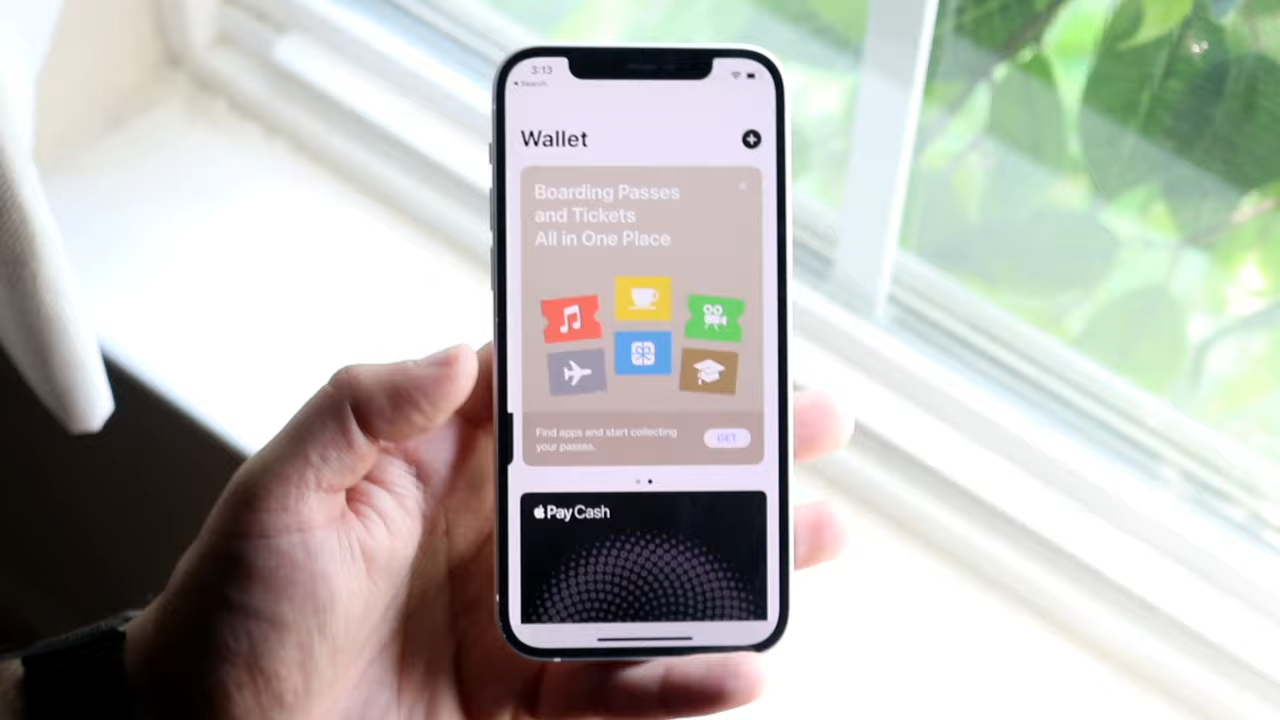 3:13
Search
Wallet
Boarding Passes
and Tickets
All in One Place
Find apps and start collecting
your passes.
GET
Pay Cash